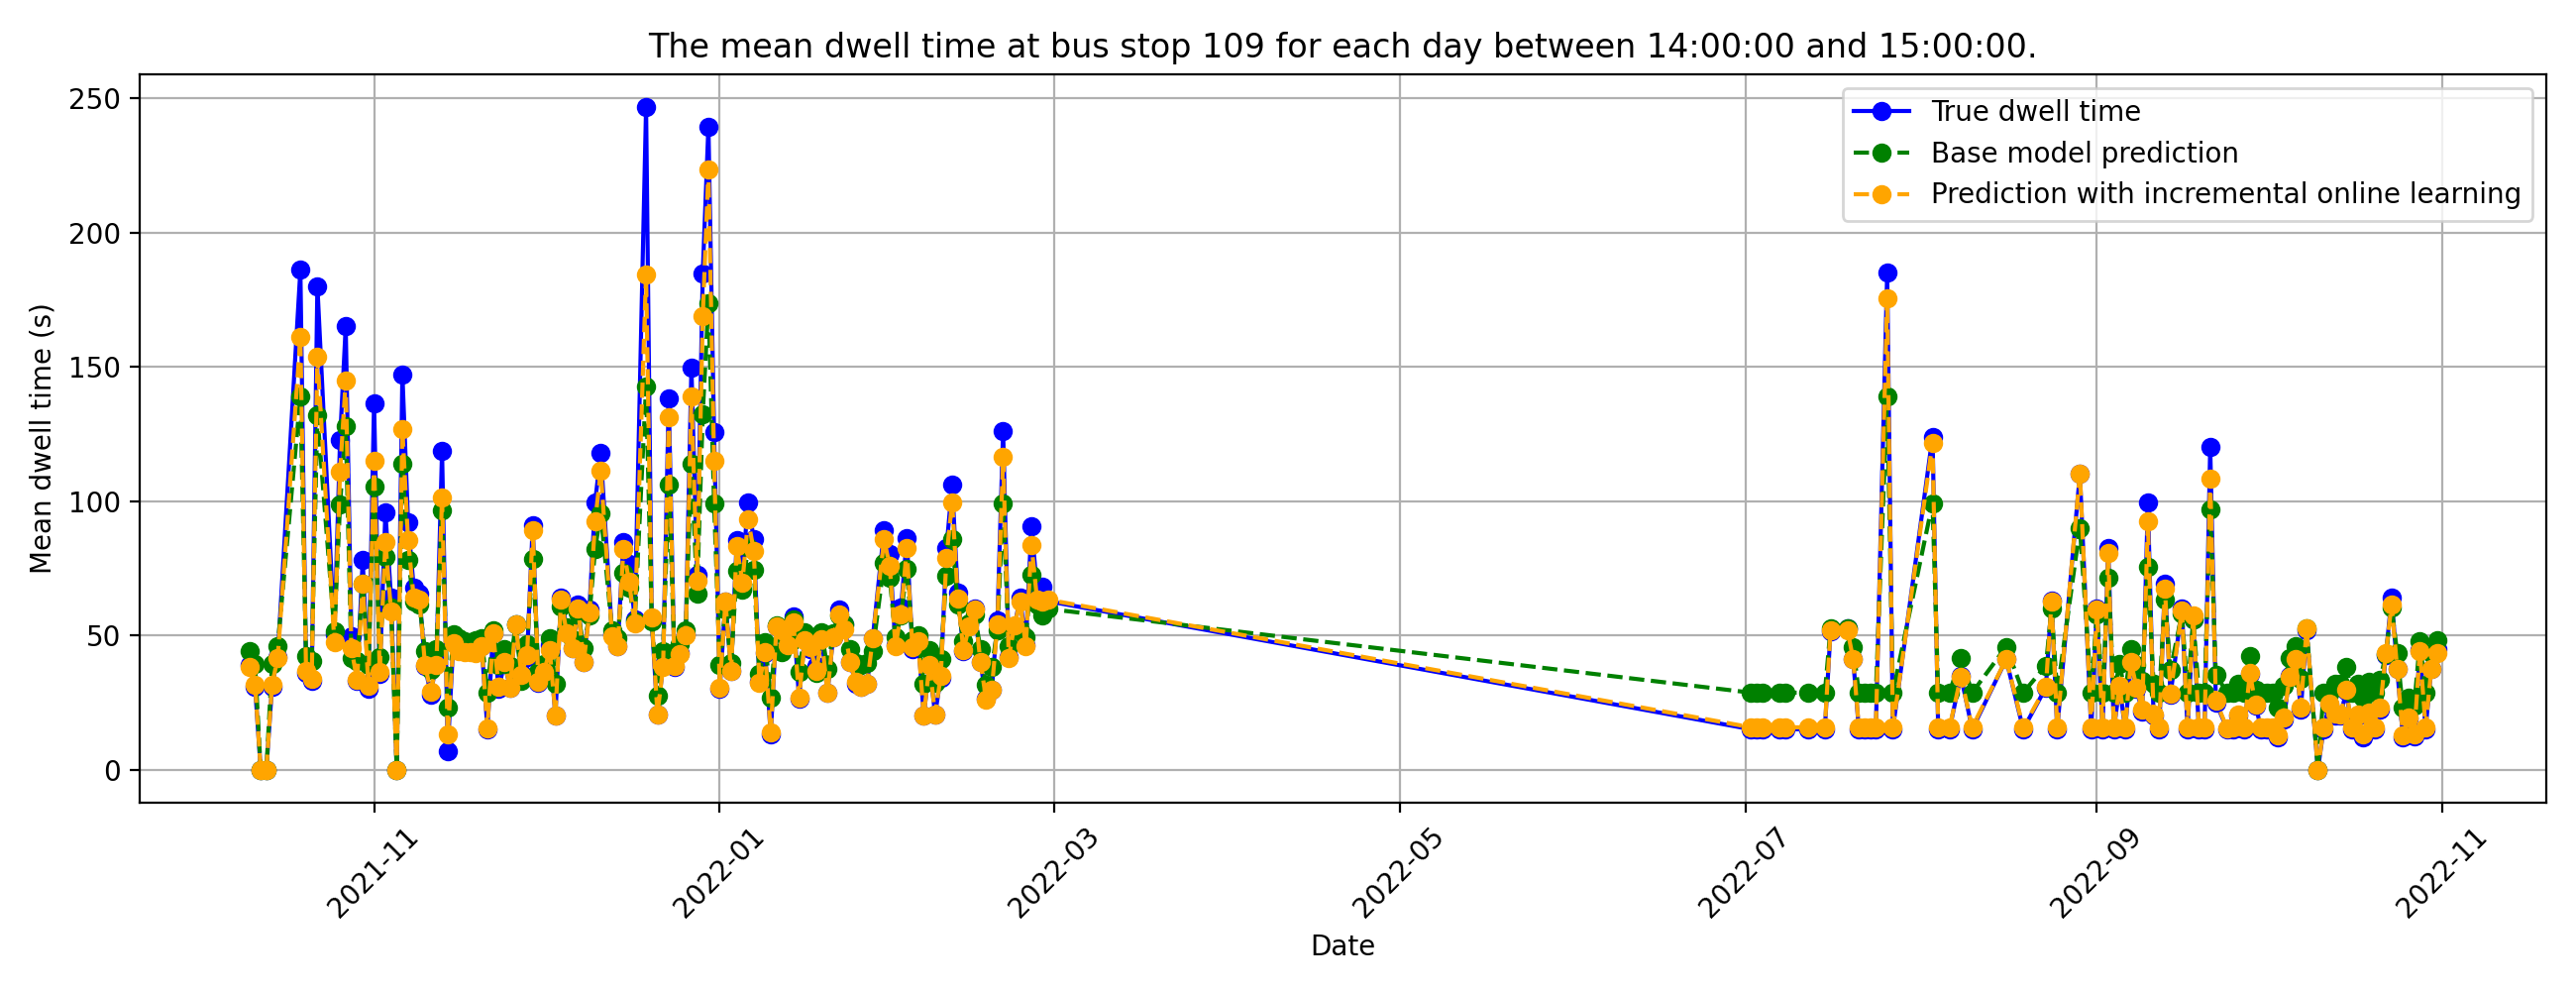 The mean dwell time at bus stop 109 for each day between 14:00:00 and 15:00:00.
250
200
150
100
50
0
Mean dwell time (s)
True dwell time
Base model prediction
Prediction with incremental online learning
2021-11
2022-01
2022-03
2022-05
2022-07
2022-09
2022-11
Date